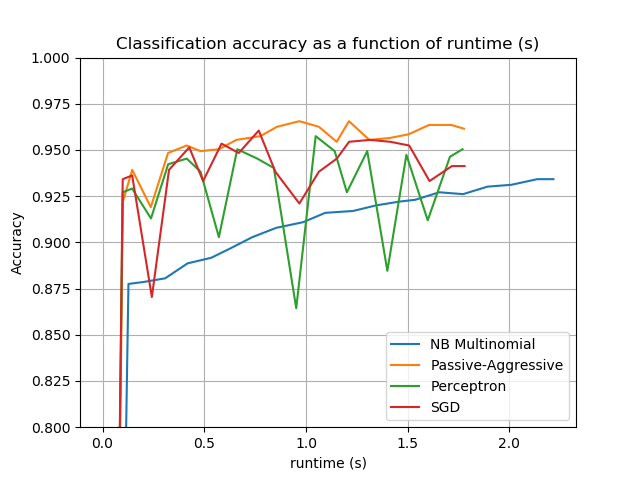 Classification accuracy as a function of runtime (s)
1.000
0.975
0.950
0.925
0.900
0.875
0.850
0.825
0.800
Accuracy
0.0 0.5 1.0 1.5 2.0
runtime (s)
NB Multinomial
Passive-Aggressive
Perceptron
SGD